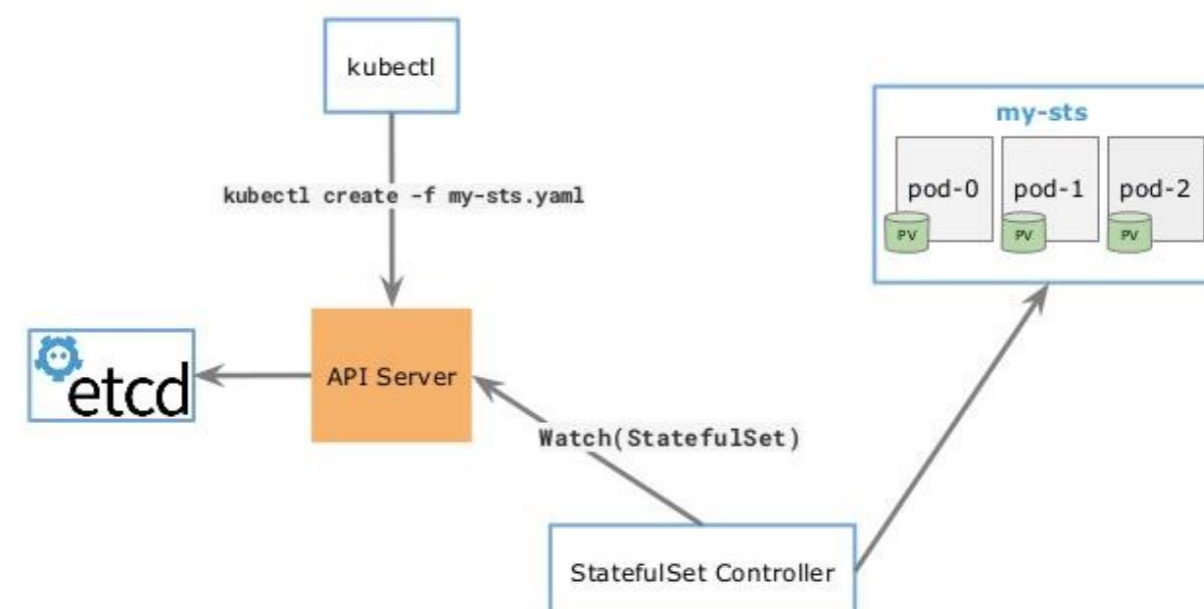 kubectl
my-sts
pod-0 pod-1 pod-2
PV PV PV
kubectl create -f my-sts.yaml
etcd
API Server
Watch(StatefulSet)
StatefulSet Controller